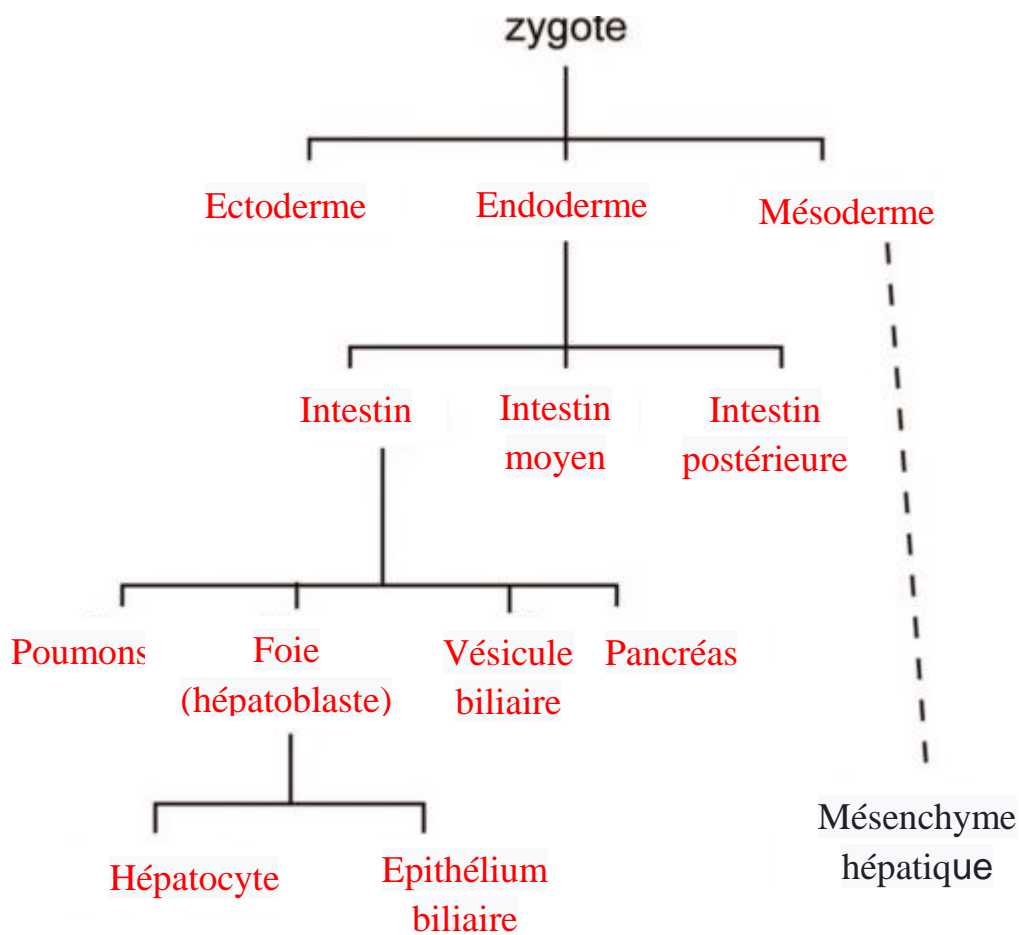 zygote
Ectoderme
Endoderme
Mésoderme
Intestin
Intestin
moyen
Intestin
postérieure
Poumons
Foie
(hépatoblaste)
Vésicule
biliaire
Pancréas
Hépatocyte
Epithélium
biliaire
Mésenchyme
hépatique